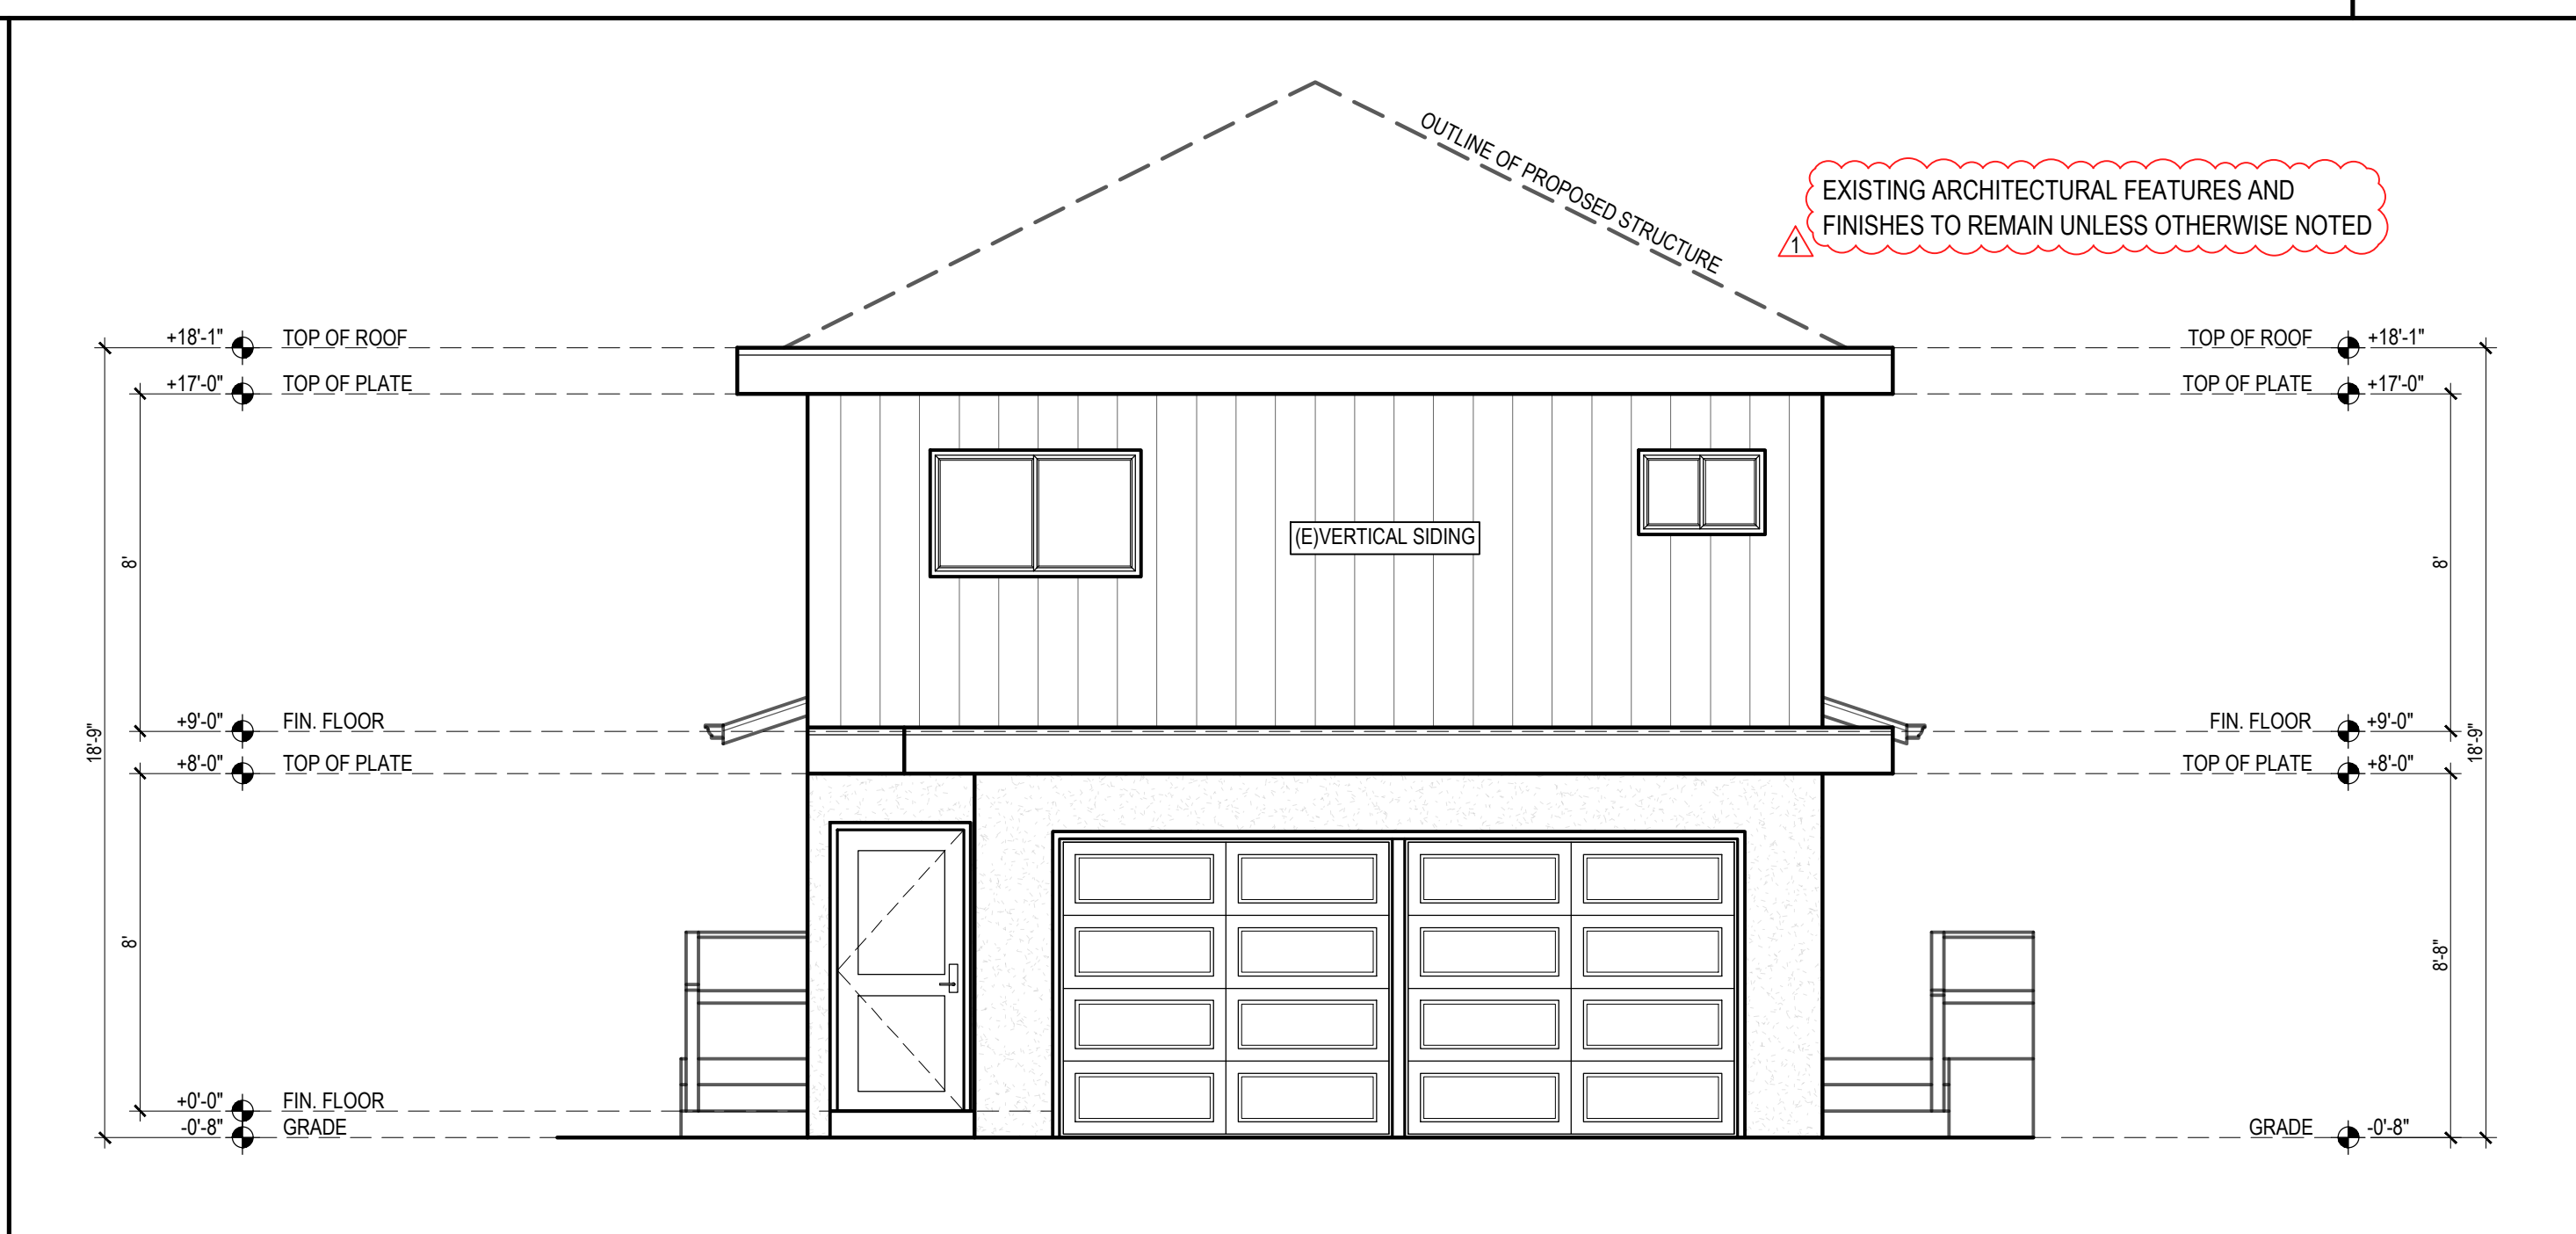 OUTLINE OF PROPOSED STRUCTURE
EXISTING ARCHITECTURAL FEATURES AND
FINISHES TO REMAIN UNLESS OTHERWISE NOTED
1
+18'-1" TOP OF ROOF
TOP OF ROOF +18'-1"
+17'-0" TOP OF PLATE
TOP OF PLATE +17'-0"
(E)VERTICAL SIDING
8'
8'
+9'-0" FIN. FLOOR
FIN. FLOOR +9'-0"
18'-9"
18'-9"
+8'-0" TOP OF PLATE
TOP OF PLATE +8'-0"
8'
8'-8"
+0'-0" FIN. FLOOR
-0'-8" GRADE
GRADE -0'-8"